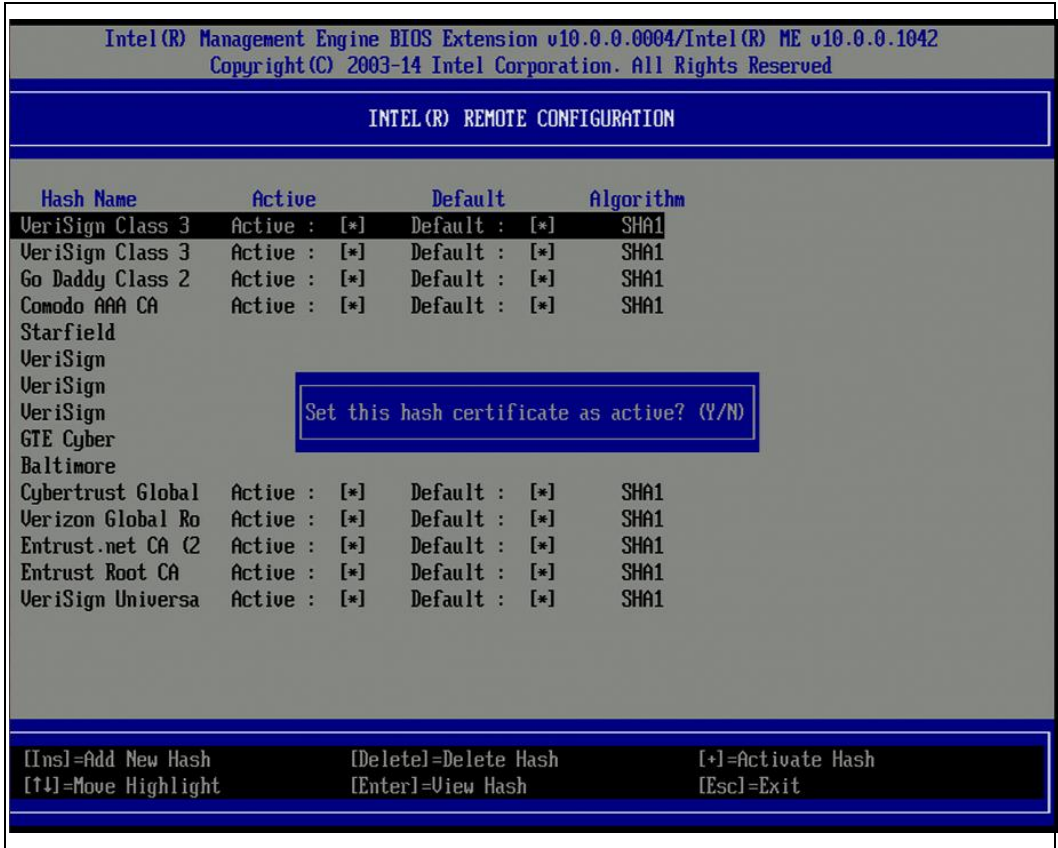 Intel(R) Management Engine BIOS Extension v10.0.0.0004/Intel(R) ME v10.0.0.1042
Copyright(C) 2003-14 Intel Corporation. All Rights Reserved
INTEL(R) REMOTE CONFIGURATION
Hash Name Active Default Algorithm
VeriSign Class 3 Active : [*] Default : [*] SHA1
VeriSign Class 3 Active : [*] Default : [*] SHA1
Go Daddy Class 2 Active : [*] Default : [*] SHA1
Comodo AAA CA Active : [*] Default : [*] SHA1
Starfield
VeriSign
VeriSign
VeriSign
Set this hash certificate as active? (Y/N)
GTE Cyber
Baltimore
Cybertrust Global Active : [*] Default : [*] SHA1
Verizon Global Ro Active : [*] Default : [*] SHA1
Entrust.net CA (2 Active : [*] Default : [*] SHA1
Entrust Root CA Active : [*] Default : [*] SHA1
VeriSign Universa Active : [*] Default : [*] SHA1
[Ins]=Add New Hash [Delete]=Delete Hash [+]=Activate Hash
[↑↓]=Move Highlight [Enter]=View Hash [Esc]=Exit